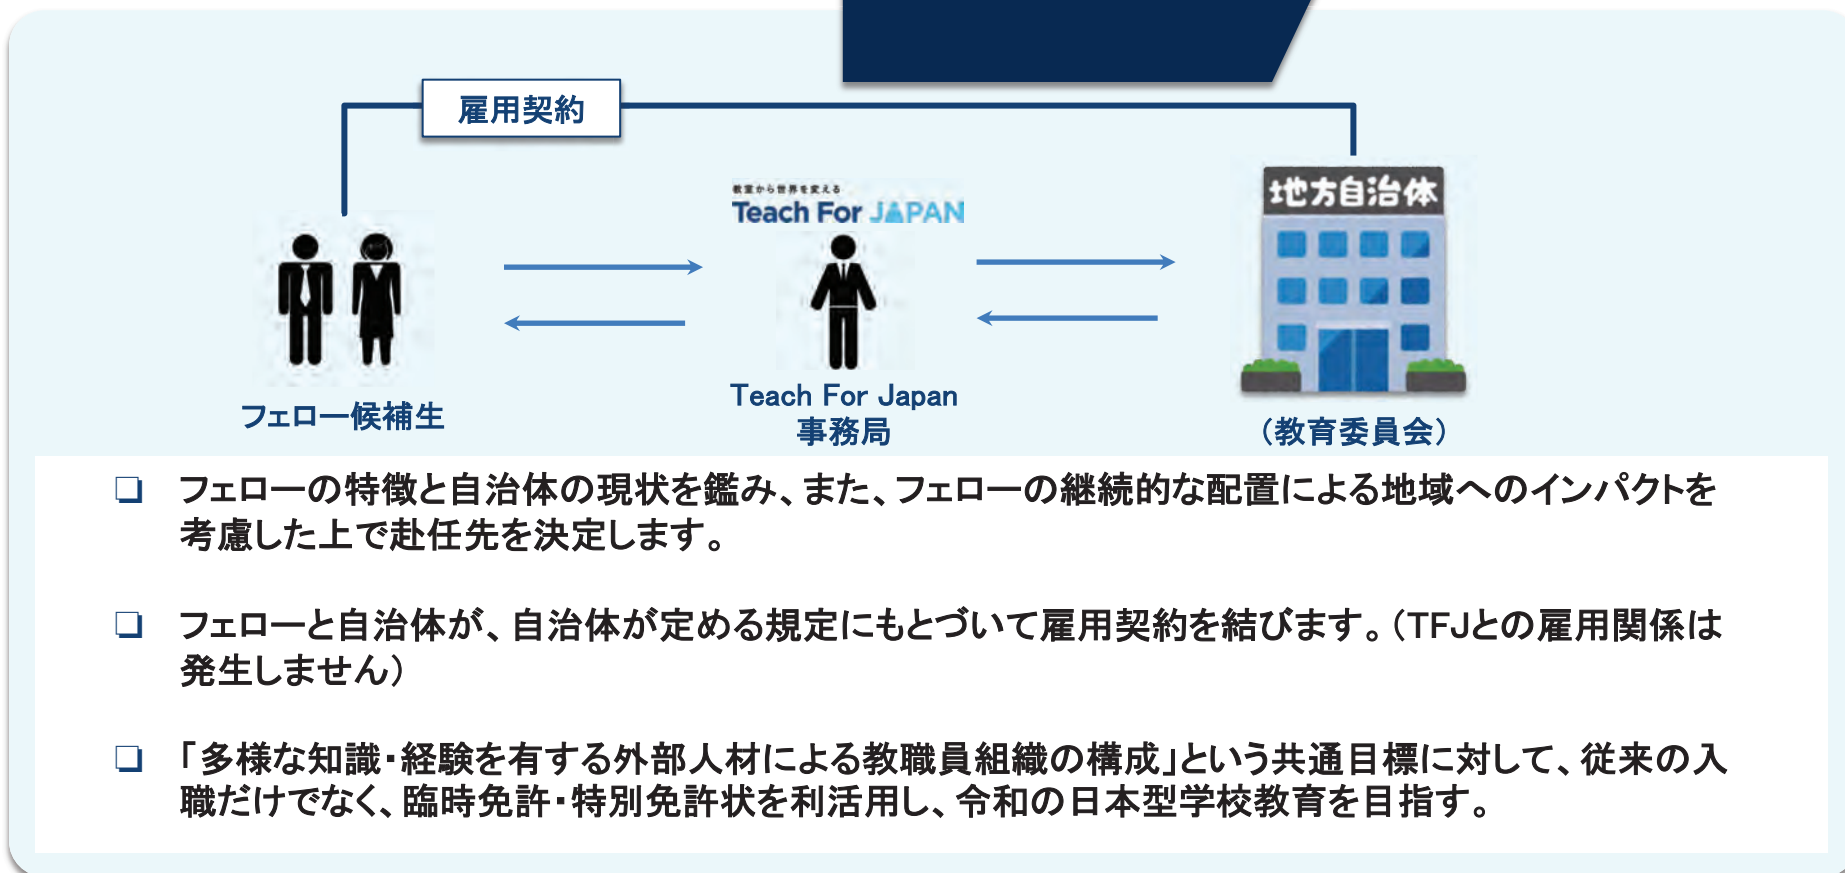 雇用契約
教室から世界を変える
Teach For JAPAN
地方自治体
フェロー候補生
Teach For Japan
事務局
（教育委員会）
❏ フェローの特徴と自治体の現状を鑑み、また、フェローの継続的な配置による地域へのインパクトを
考慮した上で赴任先を決定します。
❏ フェローと自治体が、自治体が定める規定にもとづいて雇用契約を結びます。（TFJとの雇用関係は
発生しません）
❏ 「多様な知識・経験を有する外部人材による教職員組織の構成」という共通目標に対して、従来の入
職だけでなく、臨時免許・特別免許状を利活用し、令和の日本型学校教育を目指す。